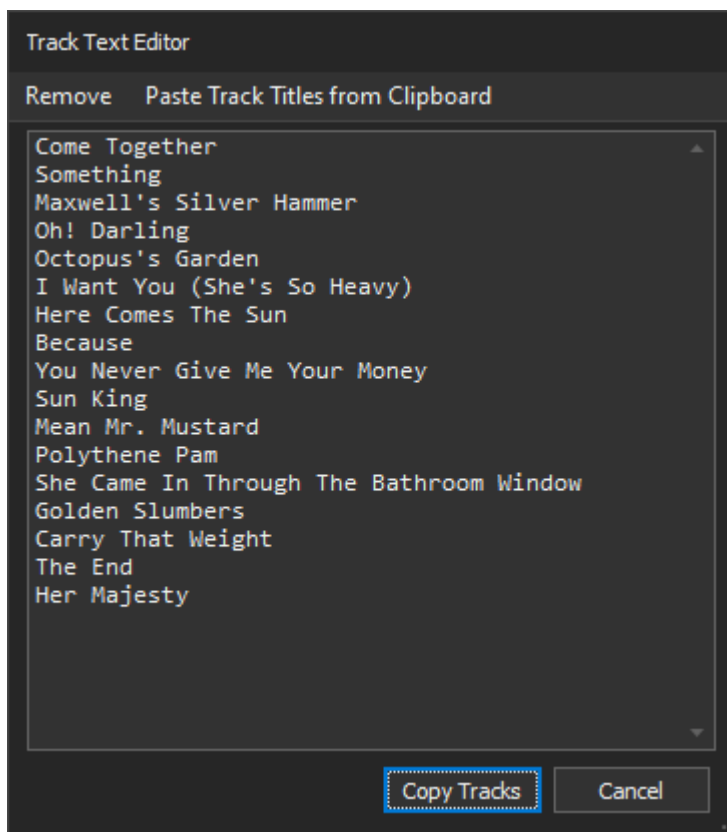 Track Text Editor
Remove Paste Track Titles from Clipboard
Come Together
Something
Maxwell's Silver Hammer
Oh! Darling
Octopus's Garden
I Want You (She's So Heavy)
Here Comes The Sun
Because
You Never Give Me Your Money
Sun King
Mean Mr. Mustard
Polythene Pam
She Came In Through The Bathroom Window
Golden Slumbers
Carry That Weight
The End
Her Majesty
Copy Tracks Cancel